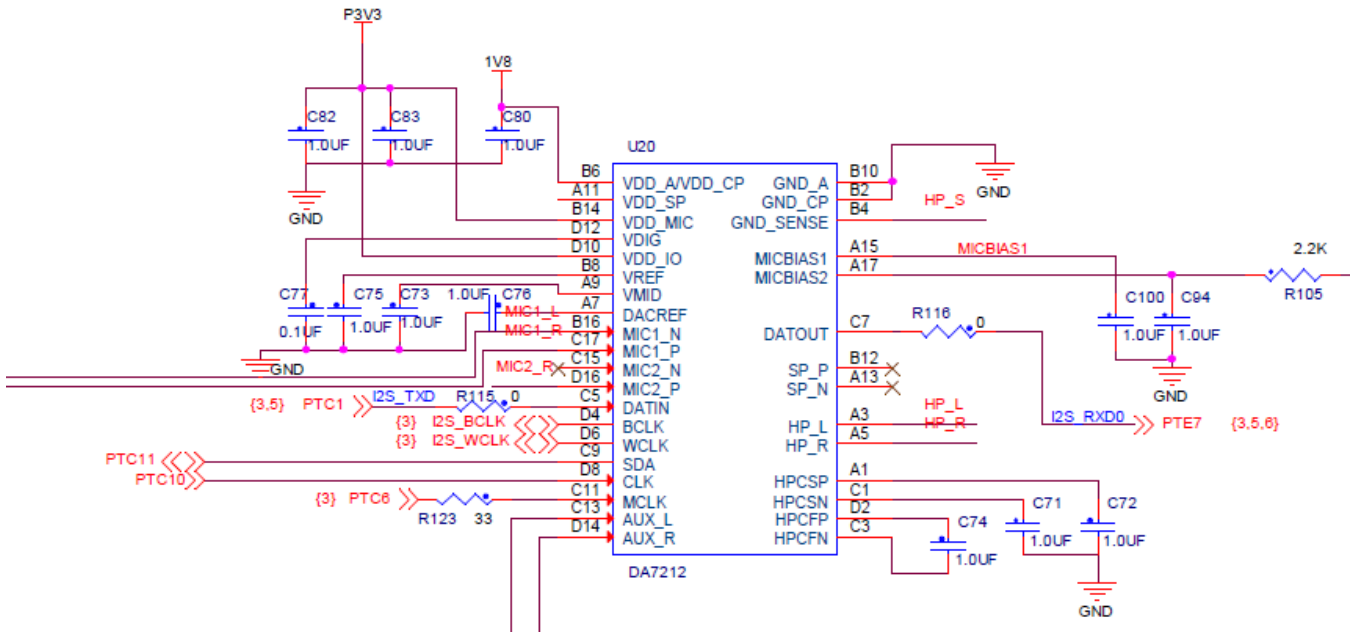 P3V3
1V8
C82
1.0UF
C83
1.0UF
C80
1.0UF
GND
U20
B6 VDD_A/VDD_CP
A11 VDD_SP
B14 VDD_MIC
D12 VDIG
D10 VDD_IO
B8 VREF
A9 VMID
A7 DACREF
B16 MIC1_N
C17 MIC1_P
C15 MIC2_N
D16 MIC2_P
C5 DATIN
D4 BCLK
D6 WCLK
C9 SDA
D8 CLK
C11 MCLK
C13 AUX_L
D14 AUX_R
GND_A B10
GND_CP B2
GND_SENSE B4
MICBIAS1 A15
MICBIAS2 A17
DATOUT C7
SP_P B12
SP_N A13
HP_L A3
HP_R A5
HPCSP A1
HPCSN C1
HPCFP D2
HPCFN C3
DA7212
C77
0.1UF
C75
1.0UF
C73
1.0UF
1.0UF C76
GND
MIC1_L
MIC1_R
MIC2_R
{3,5} PTC1 I2S_TXD R115 0
{3} I2S_BCLK
{3} I2S_WCLK
PTC11
PTC10
{3} PTC6
R123 33
GND
HP_S
MICBIAS1
2.2K
R105
C100
1.0UF
C94
1.0UF
GND
R116 0
I2S_RXD0 PTE7 {3,5,6}
HP_L
HP_R
C74
1.0UF
C71
1.0UF
C72
1.0UF
GND